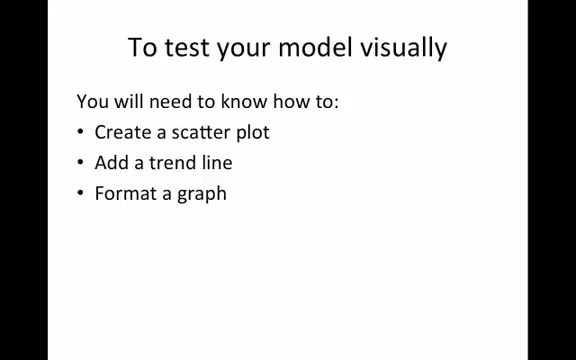 To test your model visually
You will need to know how to:
• Create a scatter plot
• Add a trend line
• Format a graph